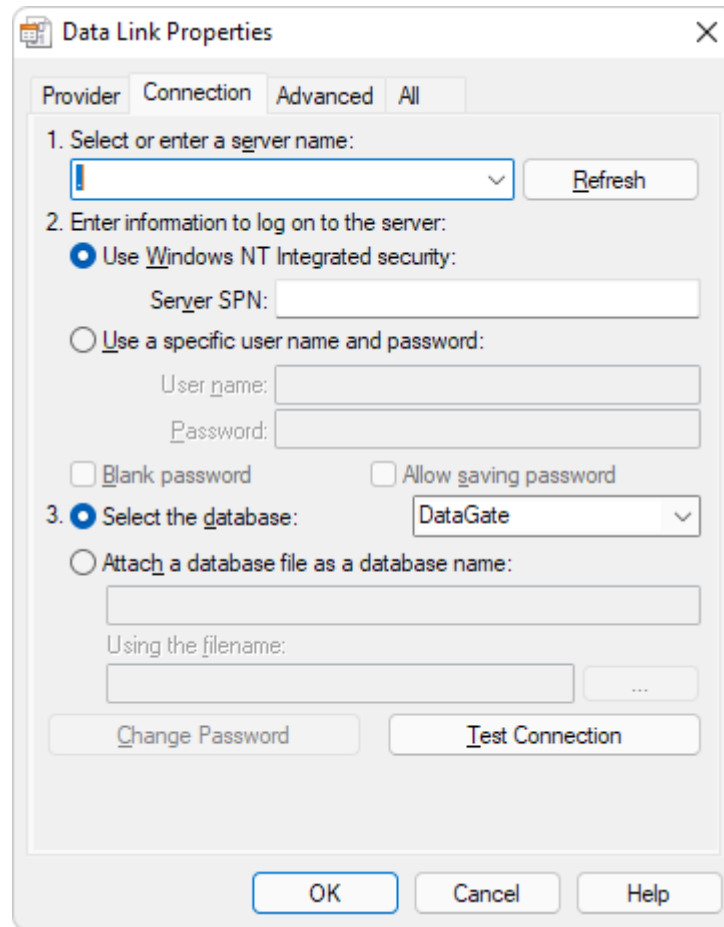 Data Link Properties
Provider Connection Advanced All
1. Select or enter a server name:
. Refresh
2. Enter information to log on to the server:
Use Windows NT Integrated security:
Server SPN:
Use a specific user name and password:
User name:
Password:
Blank password Allow saving password
3. Select the database: DataGate
Attach a database file as a database name:
Using the filename:
...
Change Password Test Connection
OK Cancel Help